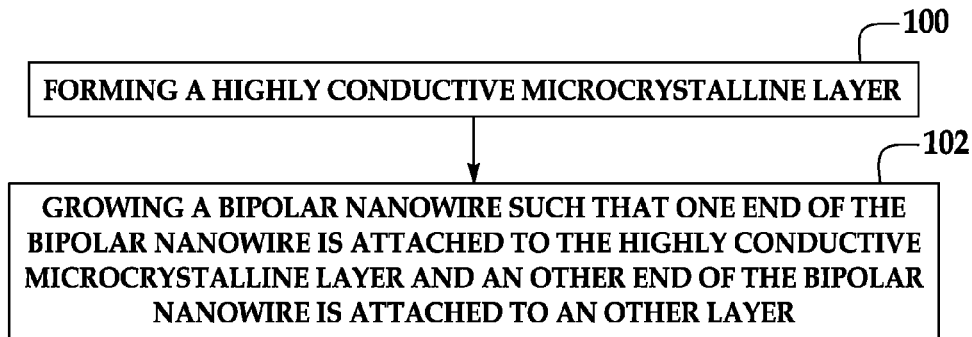 100
FORMING A HIGHLY CONDUCTIVE MICROCRYSTALLINE LAYER
102
GROWING A BIPOLAR NANOWIRE SUCH THAT ONE END OF THE
BIPOLAR NANOWIRE IS ATTACHED TO THE HIGHLY CONDUCTIVE
MICROCRYSTALLINE LAYER AND AN OTHER END OF THE BIPOLAR
NANOWIRE IS ATTACHED TO AN OTHER LAYER